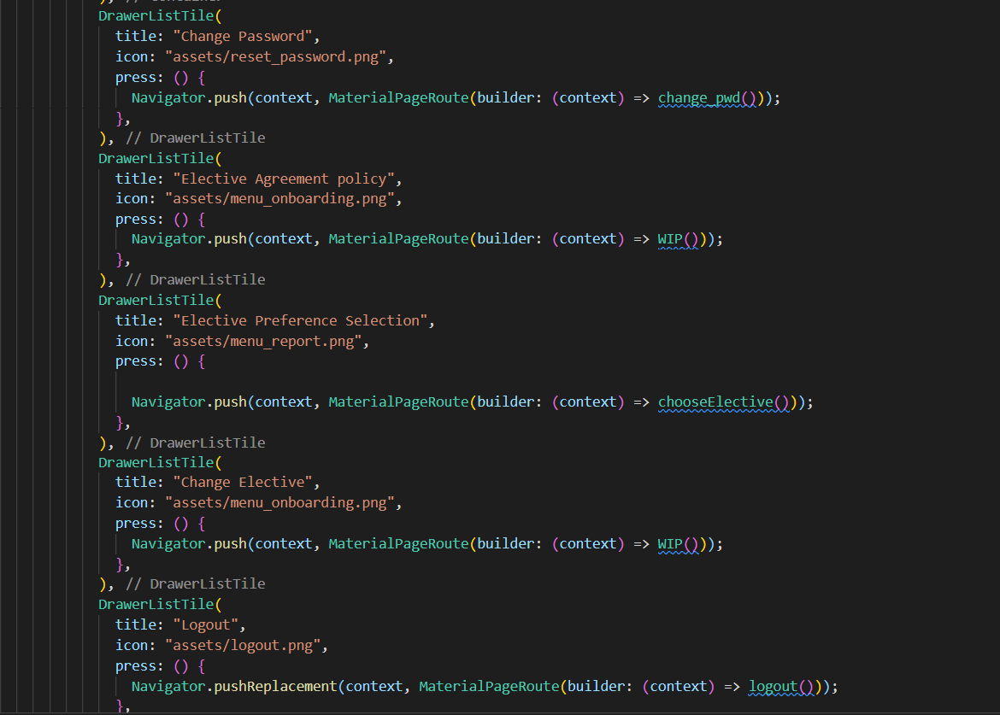 ), // Container
DrawerListTile(
title: "Change Password",
icon: "assets/reset_password.png",
press: () {
Navigator.push(context, MaterialPageRoute(builder: (context) => change_pwd()));
},
), // DrawerListTile
DrawerListTile(
title: "Elective Agreement policy",
icon: "assets/menu_onboarding.png",
press: () {
Navigator.push(context, MaterialPageRoute(builder: (context) => WIP()));
},
), // DrawerListTile
DrawerListTile(
title: "Elective Preference Selection",
icon: "assets/menu_report.png",
press: () {
Navigator.push(context, MaterialPageRoute(builder: (context) => chooseElective()));
},
), // DrawerListTile
DrawerListTile(
title: "Change Elective",
icon: "assets/menu_onboarding.png",
press: () {
Navigator.push(context, MaterialPageRoute(builder: (context) => WIP()));
},
), // DrawerListTile
DrawerListTile(
title: "Logout",
icon: "assets/logout.png",
press: () {
Navigator.pushReplacement(context, MaterialPageRoute(builder: (context) => logout()));
},